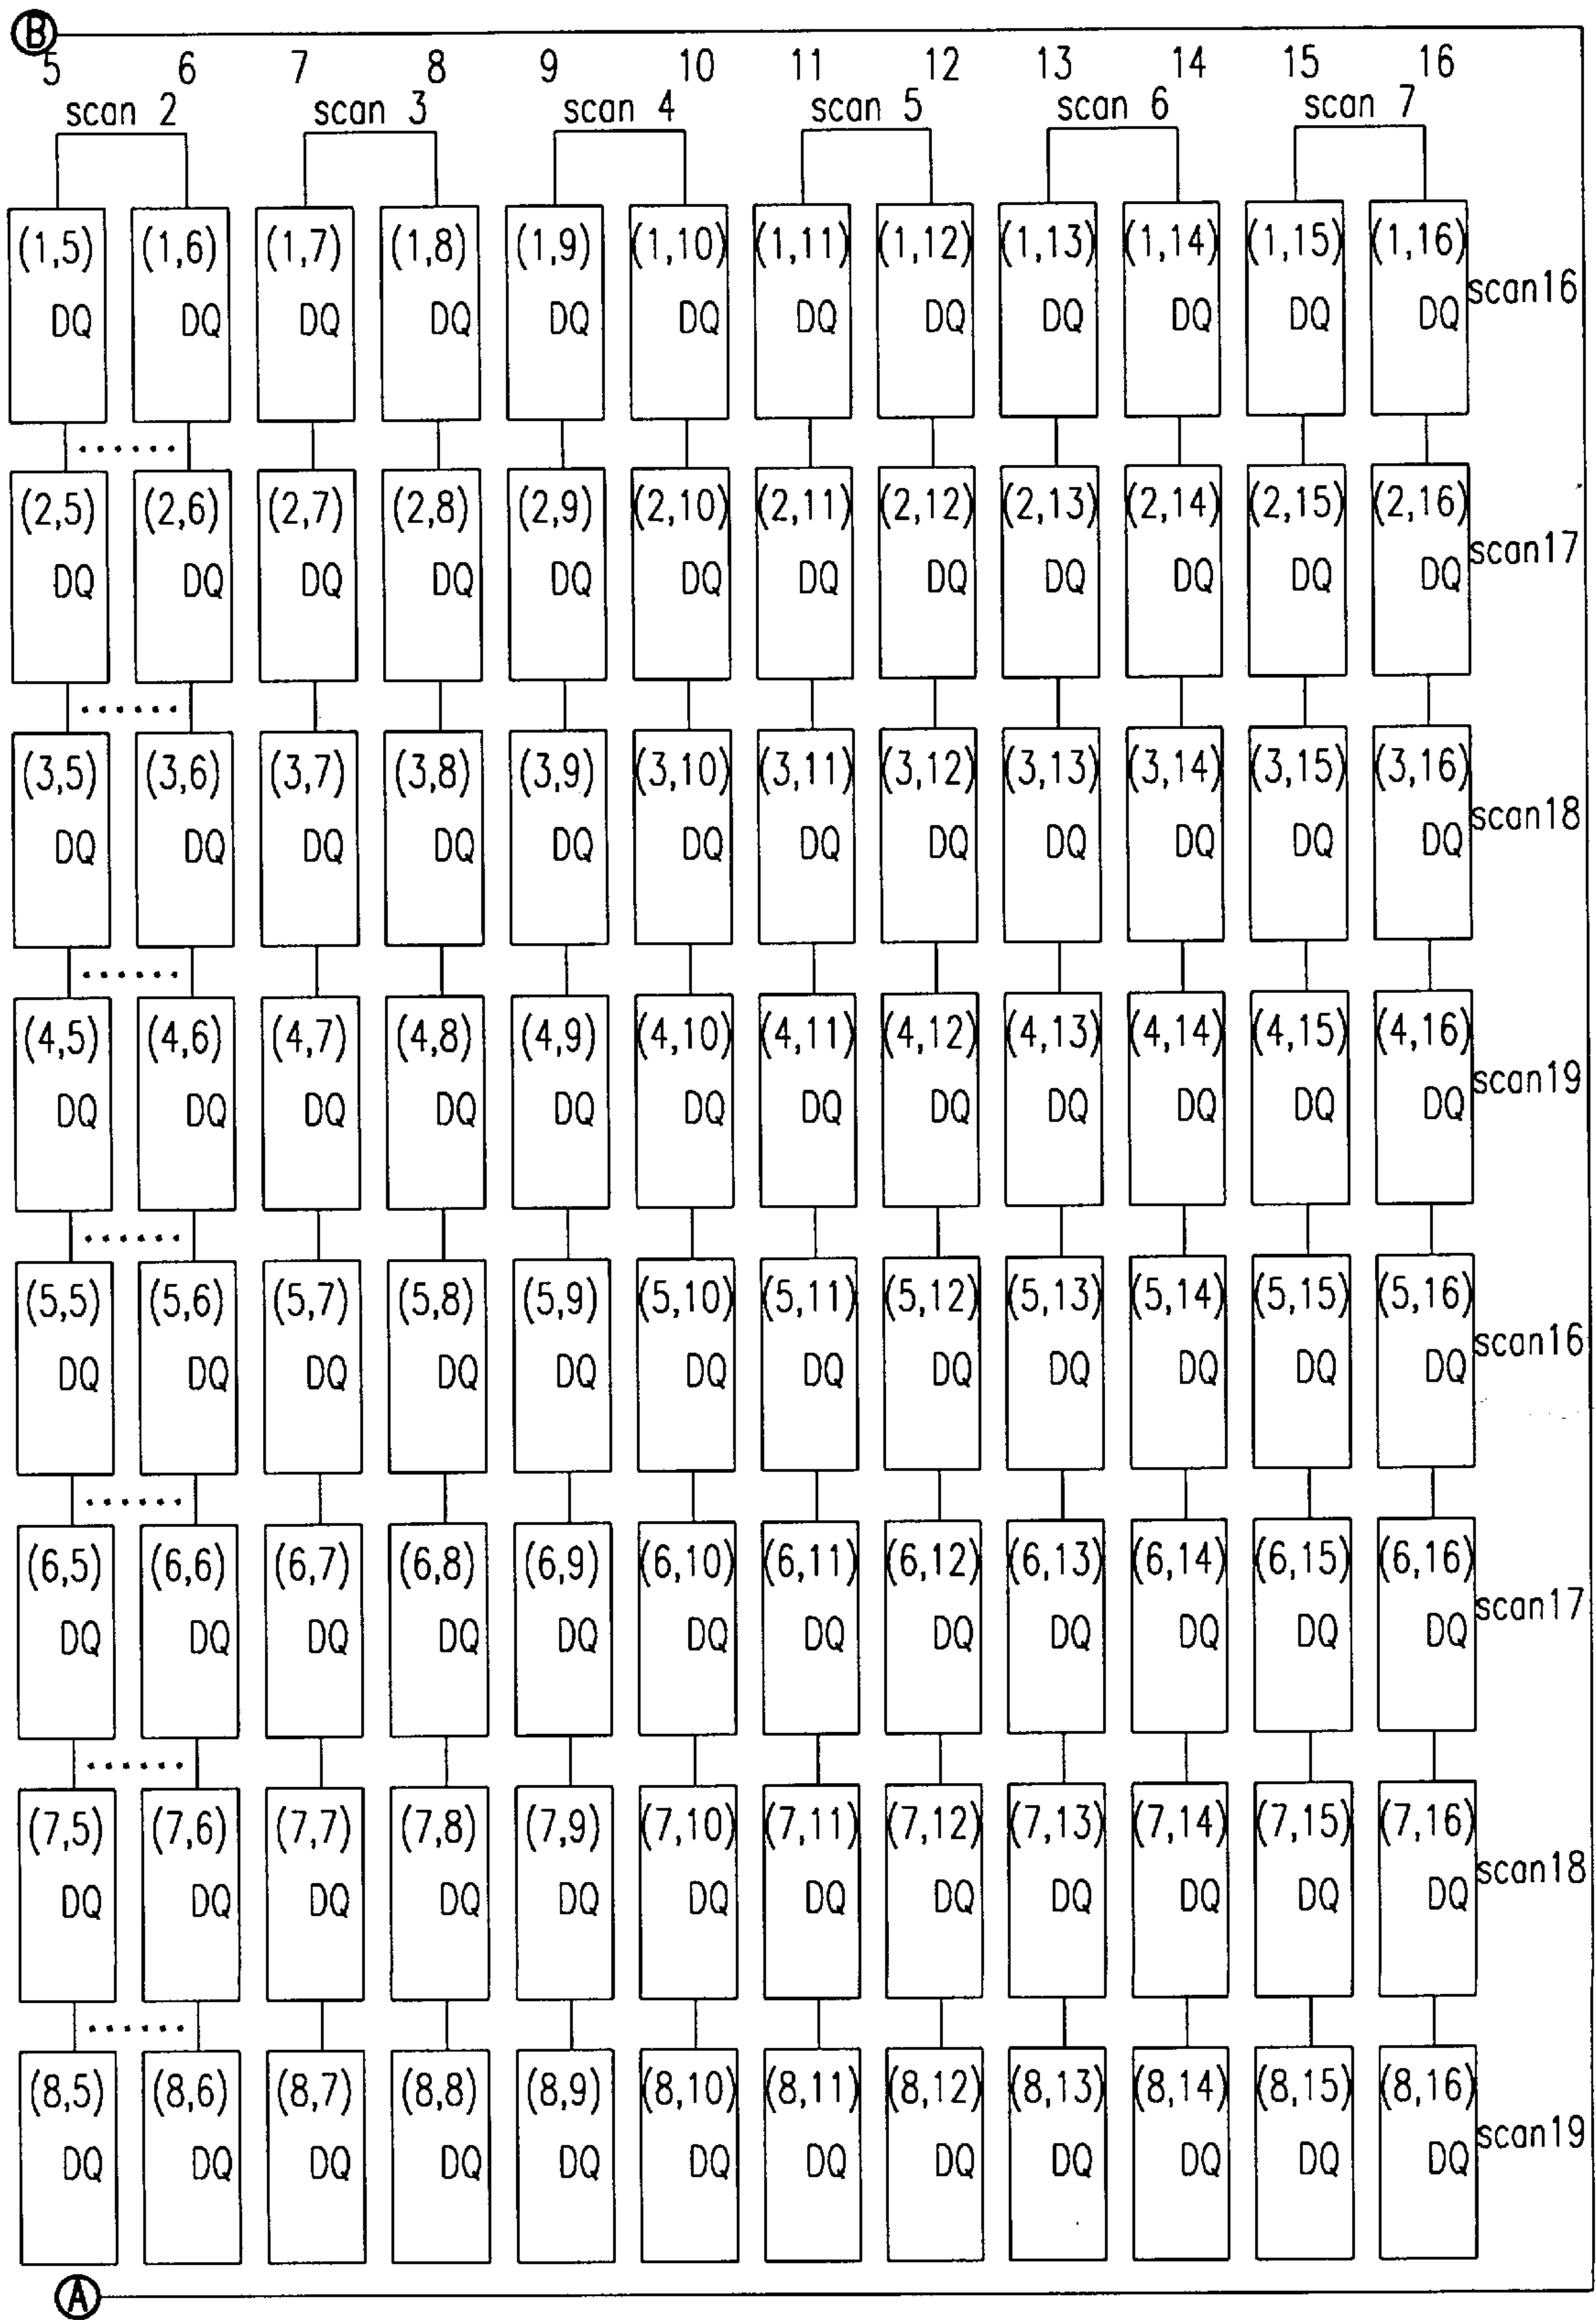 B
5 6 7 8 9 10 11 12 13 14 15 16
scan 2 scan 3 scan 4 scan 5 scan 6 scan 7
(1,5) (1,6) (1,7) (1,8) (1,9) (1,10) (1,11) (1,12) (1,13) (1,14) (1,15) (1,16)
scan16
DQ DQ DQ DQ DQ DQ DQ DQ DQ DQ DQ DQ
(2,5) (2,6) (2,7) (2,8) (2,9) (2,10) (2,11) (2,12) (2,13) (2,14) (2,15) (2,16)
scan17
DQ DQ DQ DQ DQ DQ DQ DQ DQ DQ DQ DQ
(3,5) (3,6) (3,7) (3,8) (3,9) (3,10) (3,11) (3,12) (3,13) (3,14) (3,15) (3,16)
scan18
DQ DQ DQ DQ DQ DQ DQ DQ DQ DQ DQ DQ
(4,5) (4,6) (4,7) (4,8) (4,9) (4,10) (4,11) (4,12) (4,13) (4,14) (4,15) (4,16)
scan19
DQ DQ DQ DQ DQ DQ DQ DQ DQ DQ DQ DQ
(5,5) (5,6) (5,7) (5,8) (5,9) (5,10) (5,11) (5,12) (5,13) (5,14) (5,15) (5,16)
scan16
DQ DQ DQ DQ DQ DQ DQ DQ DQ DQ DQ DQ
(6,5) (6,6) (6,7) (6,8) (6,9) (6,10) (6,11) (6,12) (6,13) (6,14) (6,15) (6,16)
scan17
DQ DQ DQ DQ DQ DQ DQ DQ DQ DQ DQ DQ
(7,5) (7,6) (7,7) (7,8) (7,9) (7,10) (7,11) (7,12) (7,13) (7,14) (7,15) (7,16)
scan18
DQ DQ DQ DQ DQ DQ DQ DQ DQ DQ DQ DQ
(8,5) (8,6) (8,7) (8,8) (8,9) (8,10) (8,11) (8,12) (8,13) (8,14) (8,15) (8,16)
scan19
DQ DQ DQ DQ DQ DQ DQ DQ DQ DQ DQ DQ
A